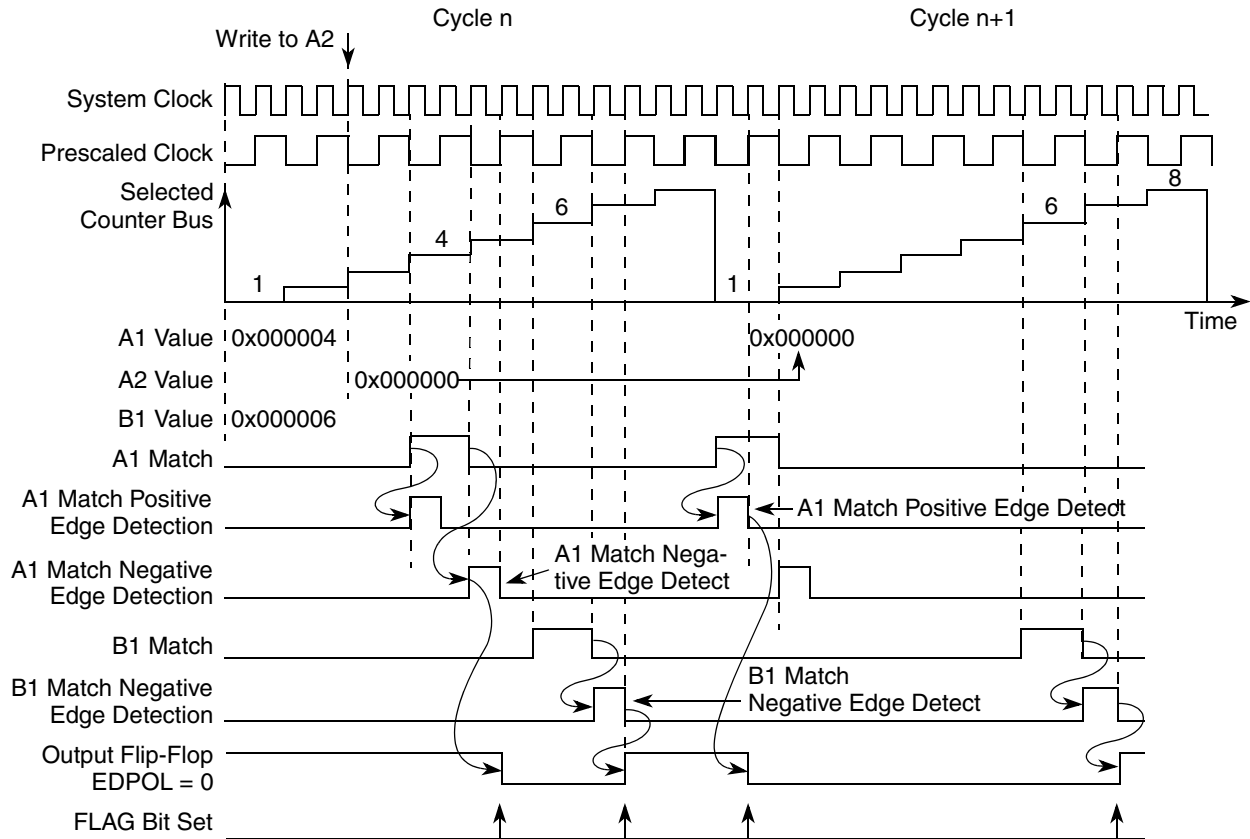 Cycle n
Cycle n+1
Write to A2
System Clock
Prescaled Clock
Selected
Counter Bus
1
4
6
1
6
8
Time
A1 Value
0x000004
0x000000
A2 Value
0x000000
B1 Value
0x000006
A1 Match
A1 Match Positive
Edge Detection
A1 Match Positive Edge Detect
A1 Match Negative
Edge Detection
A1 Match Nega-
tive Edge Detect
B1 Match
B1 Match Negative
Edge Detection
B1 Match
Negative Edge Detect
Output Flip-Flop
EDPOL = 0
FLAG Bit Set